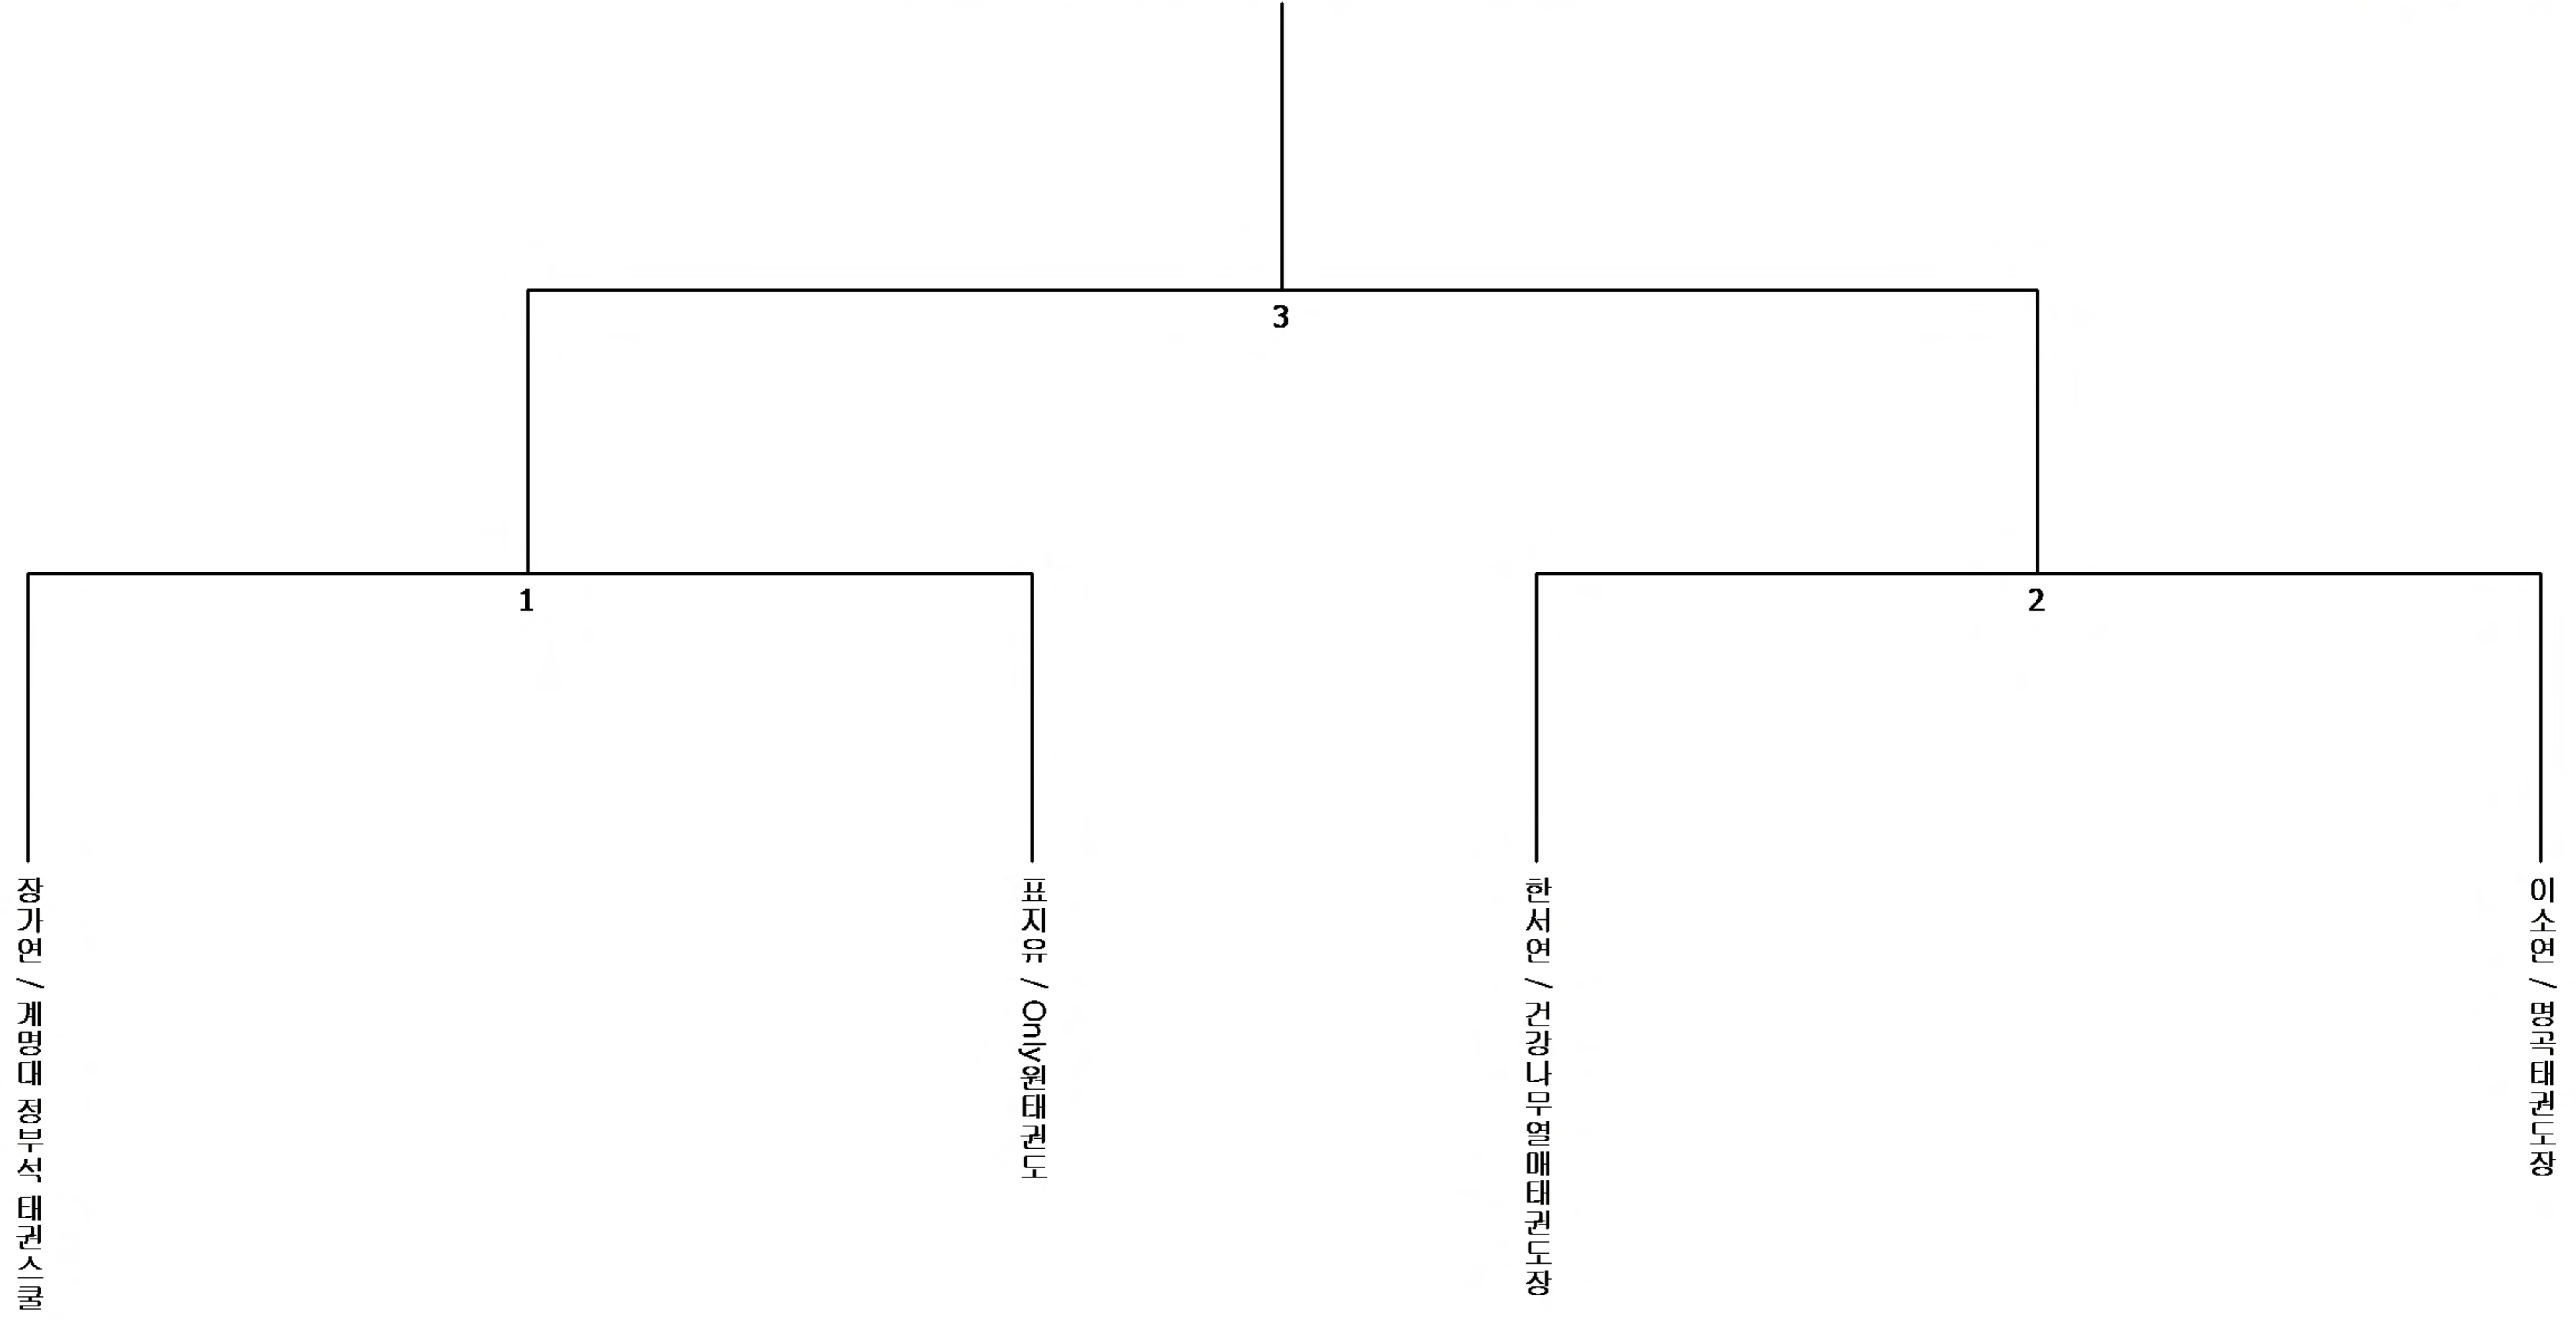 3
1
2
장가연 / 계명대 정부석 태권스쿨
표지유 / Only원태권도
한서연 / 건강나무열매태권도장
이소연 / 명곡태권도장